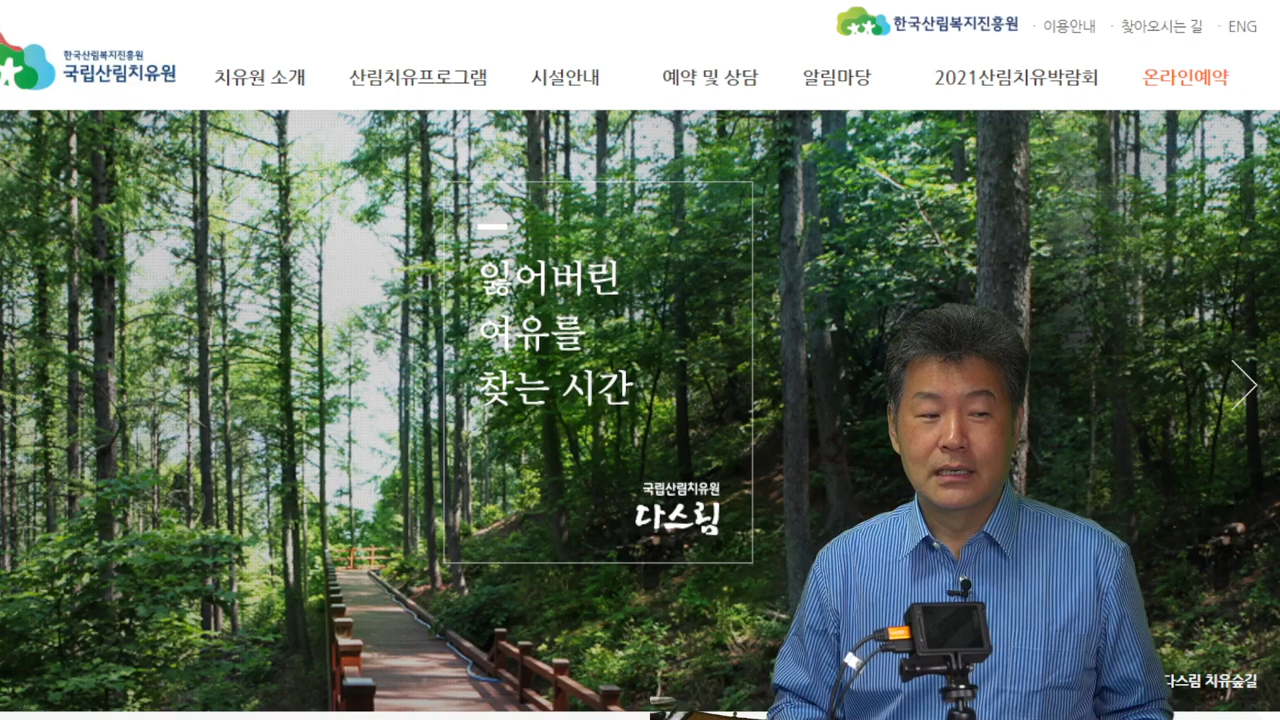 한국산림복지진흥원 · 이용안내 · 찾아오시는 길 · ENG
한국산림복지진흥원
국립산림치유원
치유원 소개 산림치유프로그램 시설안내 예약 및 상담 알림마당 2021산림치유박람회 온라인예약
잃어버린
여유를
찾는 시간
국립산림치유원
다스림
다스림 치유숲길